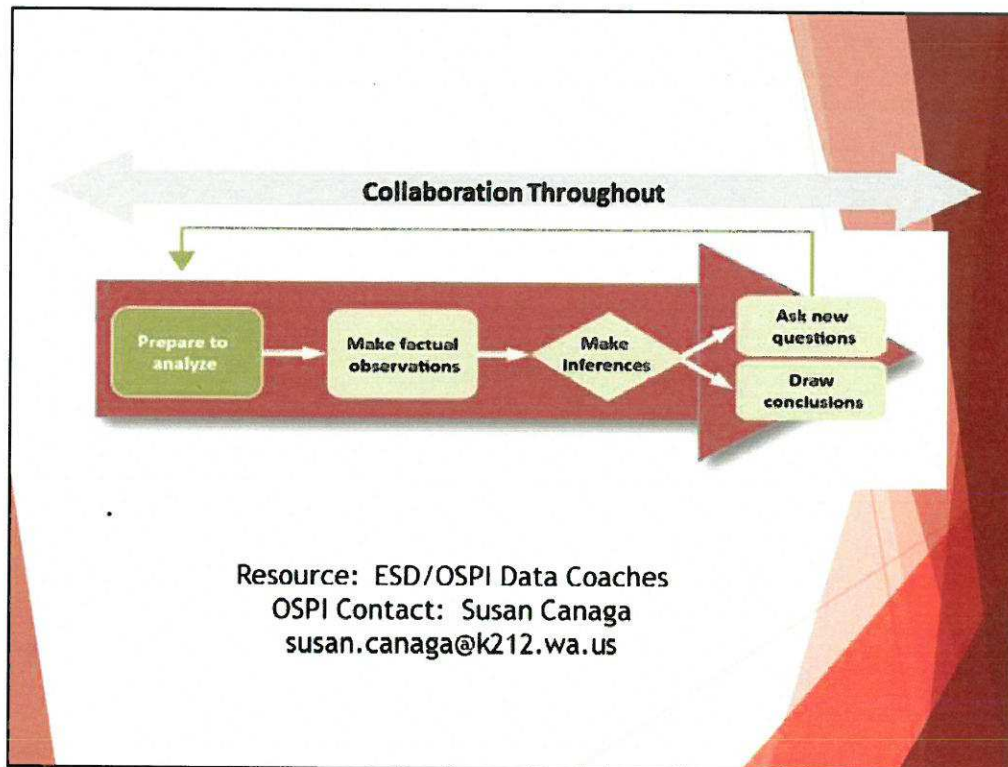 Collaboration Throughout
Prepare to
analyze
Make factual
observations
Make
Inferences
Ask new
questions
Draw
conclusions
Resource: ESD/OSPI Data Coaches
OSPI Contact: Susan Canaga
susan.canaga@k212.wa.us